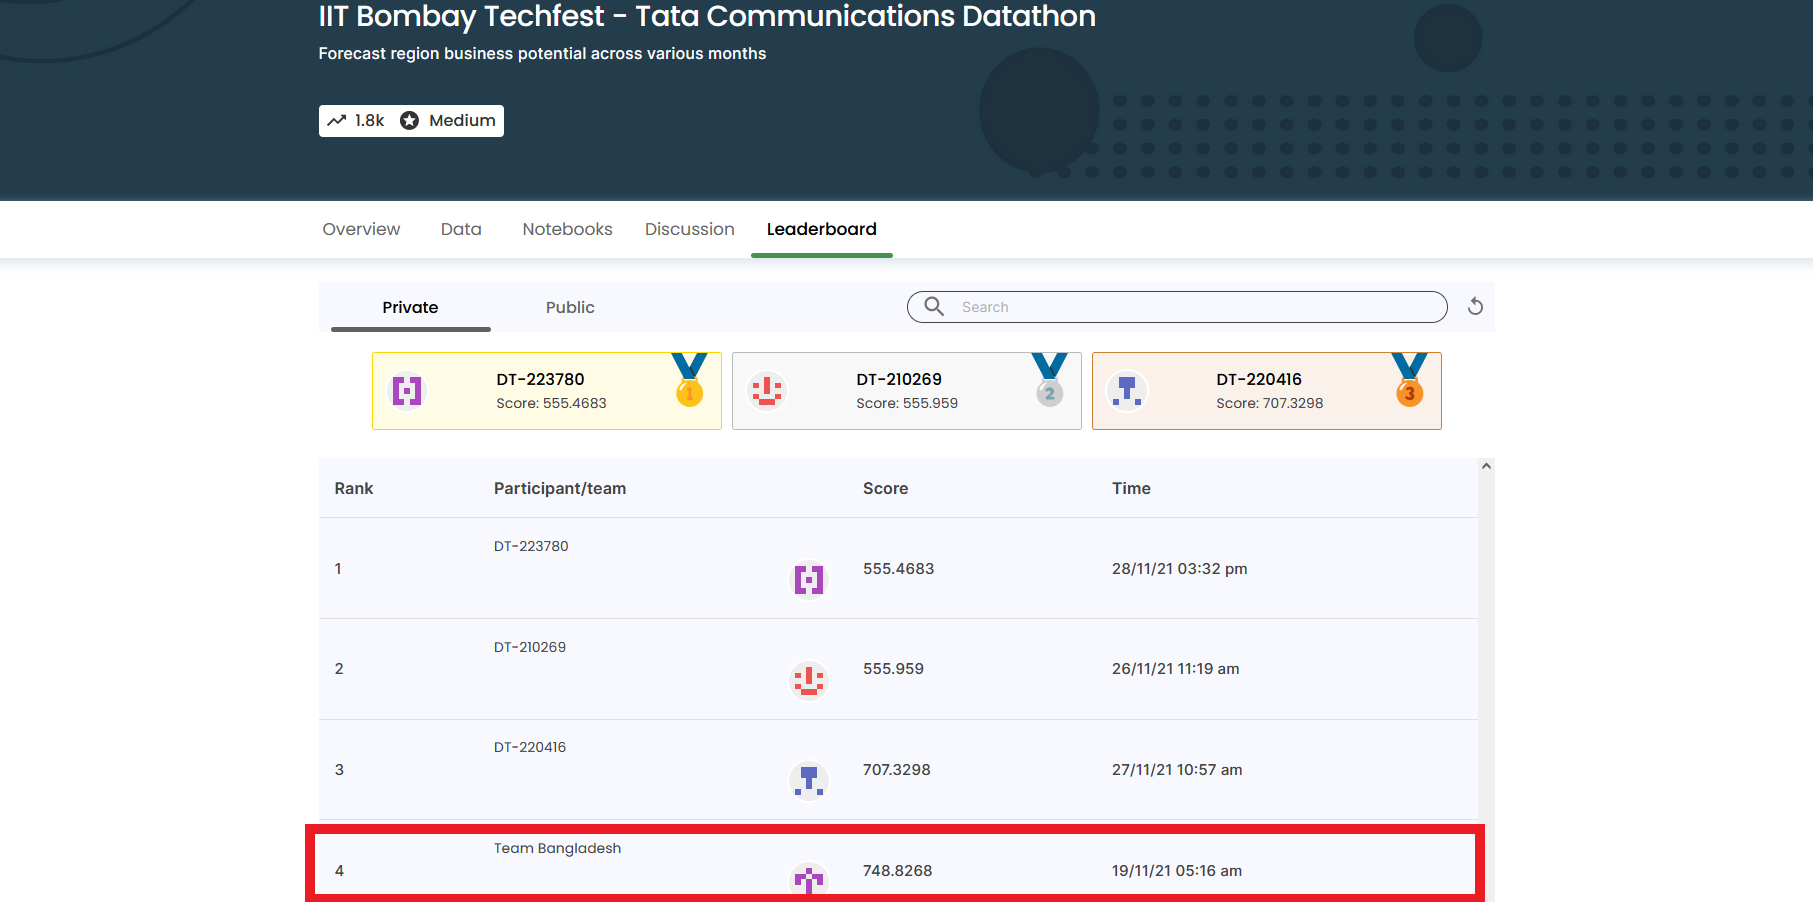 IIT Bombay Techfest - Tata Communications Datathon
Forecast region business potential across various months
1.8k Medium
Overview Data Notebooks Discussion Leaderboard
Private Public Search
DT-223780
Score: 555.4683
1
DT-210269
Score: 555.959
2
DT-220416
Score: 707.3298
3
Rank Participant/team Score Time
1 DT-223780 555.4683 28/11/21 03:32 pm
2 DT-210269 555.959 26/11/21 11:19 am
3 DT-220416 707.3298 27/11/21 10:57 am
4 Team Bangladesh 748.8268 19/11/21 05:16 am